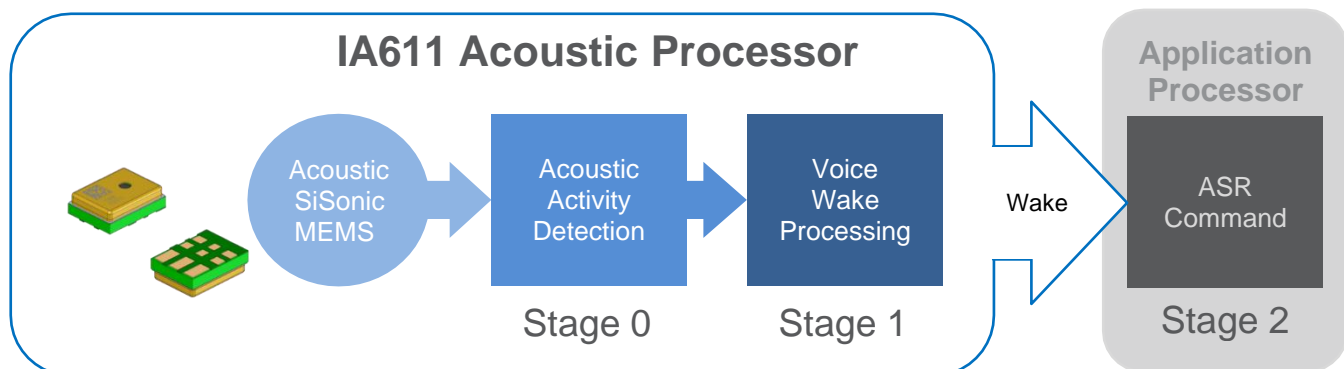 IA611 Acoustic Processor
Application
Processor
Acoustic
SiSonic
MEMS
Acoustic
Activity
Detection
Voice
Wake
Processing
Wake
ASR
Command
Stage 0
Stage 1
Stage 2